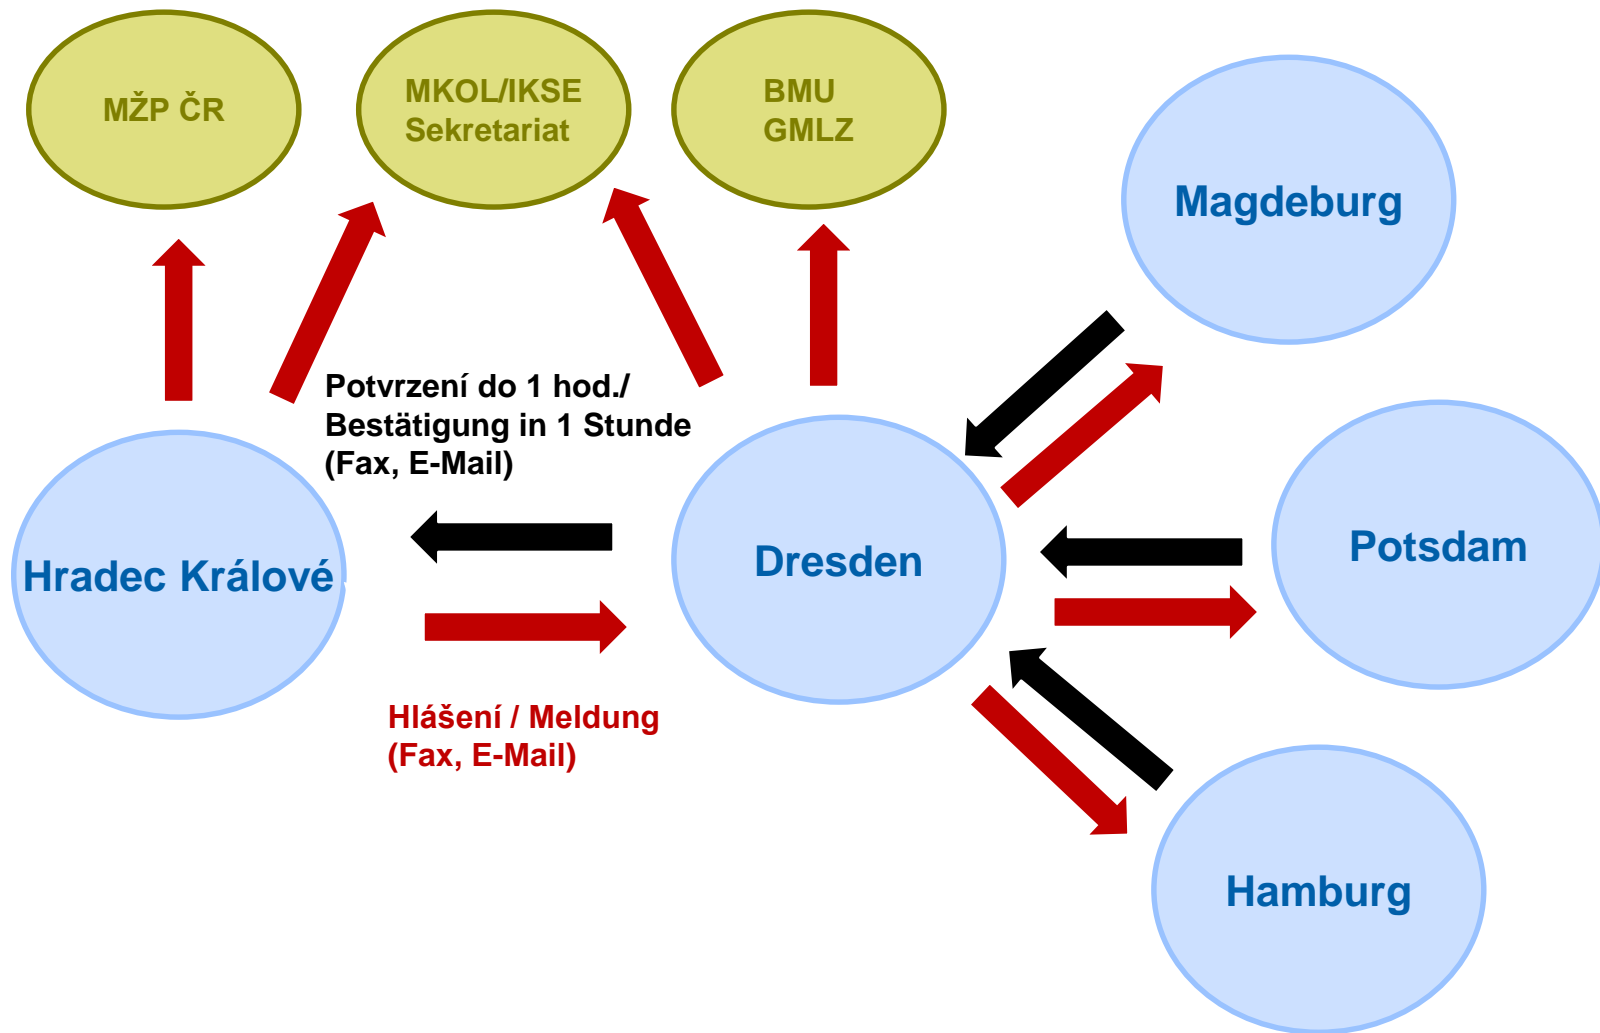 MŽP ČR
MKOL/IKSE
Sekretariat
BMU
GMLZ
Magdeburg
Potvrzení do 1 hod./
Bestätigung in 1 Stunde
(Fax, E-Mail)
Hradec Králové
Dresden
Potsdam
Hlášení / Meldung
(Fax, E-Mail)
Hamburg